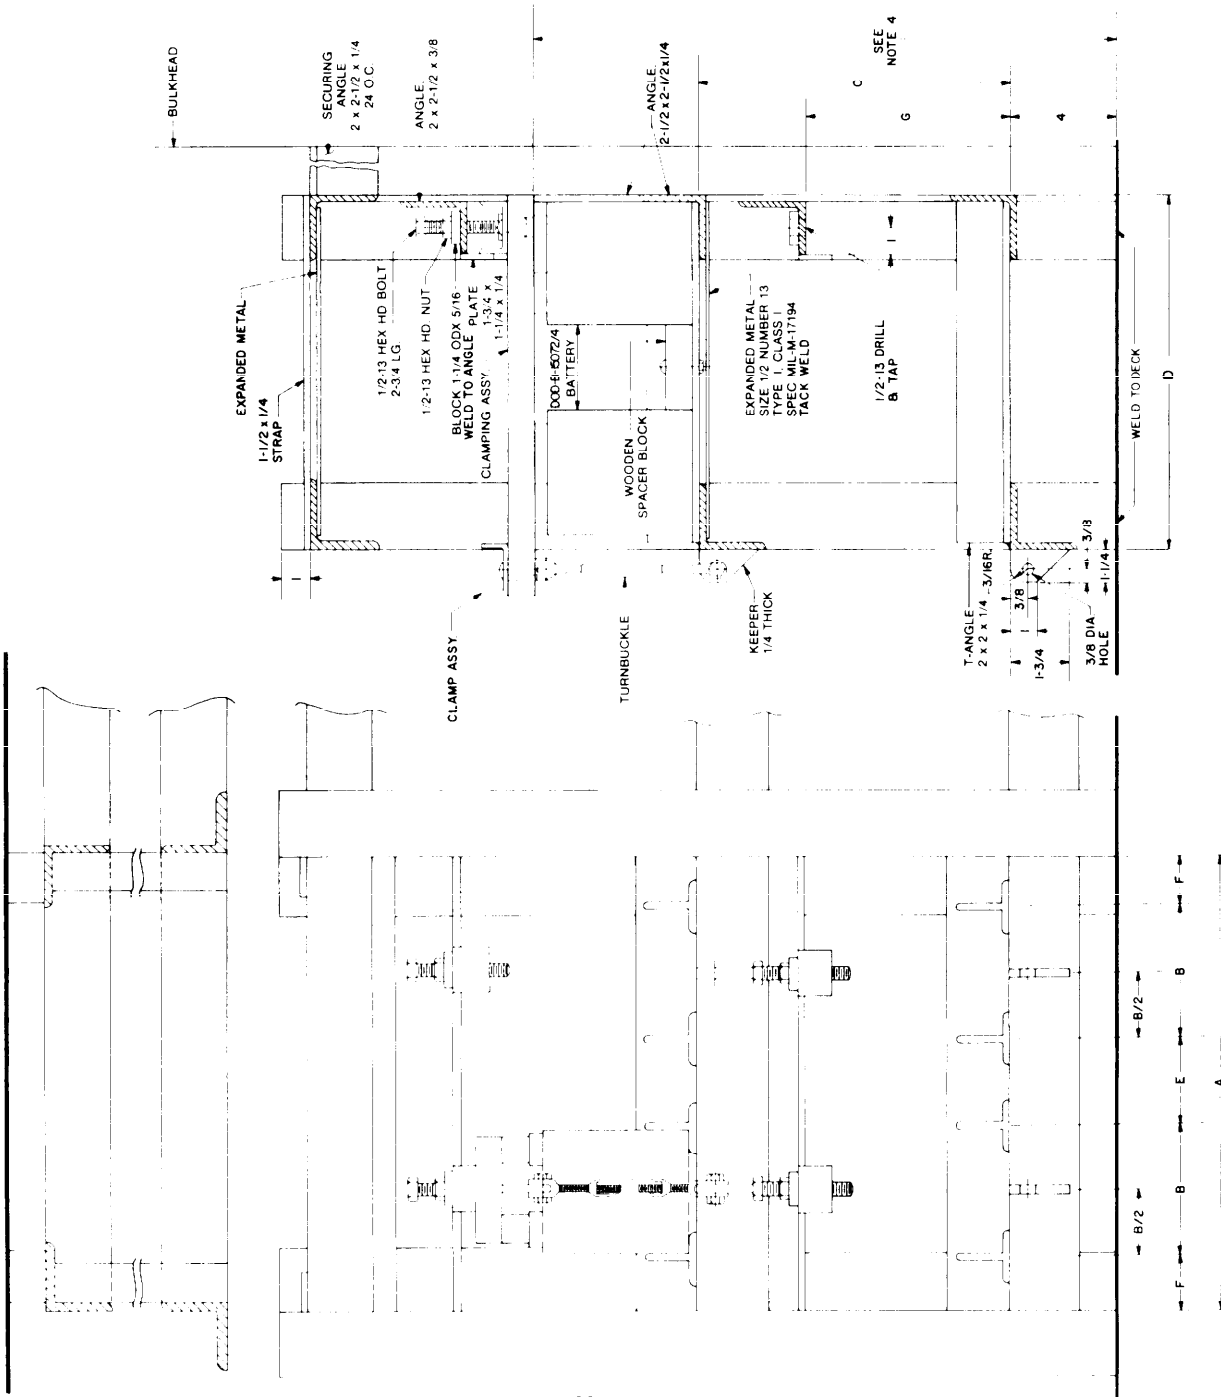 BULKHEAD
SECURING
ANGLE
2 x 2-1/2 x 1/4
24 O.C.
ANGLE
2 x 2-1/2 x 3/8
SEE
NOTE 4
ANGLE
2-1/2 x 2-1/2x1/4
C
G
4
EXPANDED METAL
1-1/2 x 1/4
STRAP
1/2-13 HEX HD BOLT
2-3/4 LG.
1/2-13 HEX HD. NUT
BLOCK 1-1/4 ODX 5/16
WELD TO ANGLE
PLATE
1-3/4 x
1-1/4 x 1/4
CLAMPING ASSY
DOD-B-15072/4
BATTERY
WOODEN
SPACER BLOCK
EXPANDED METAL
SIZE 1/2 NUMBER 13
TYPE I, CLASS I
SPEC MIL-M-17194
TACK WELD
1
1/2-13 DRILL
& TAP
WELD TO DECK
D
1
CLAMP ASSY
TURNBUCKLE
KEEPER
1/4 THICK
T-ANGLE
2 x 2 x 1/4
3/16R.
3/8
1
1-3/4
3/8 DIA
HOLE
3/8
1-1/4
F
B
B/2
E
B
B/2
F
A